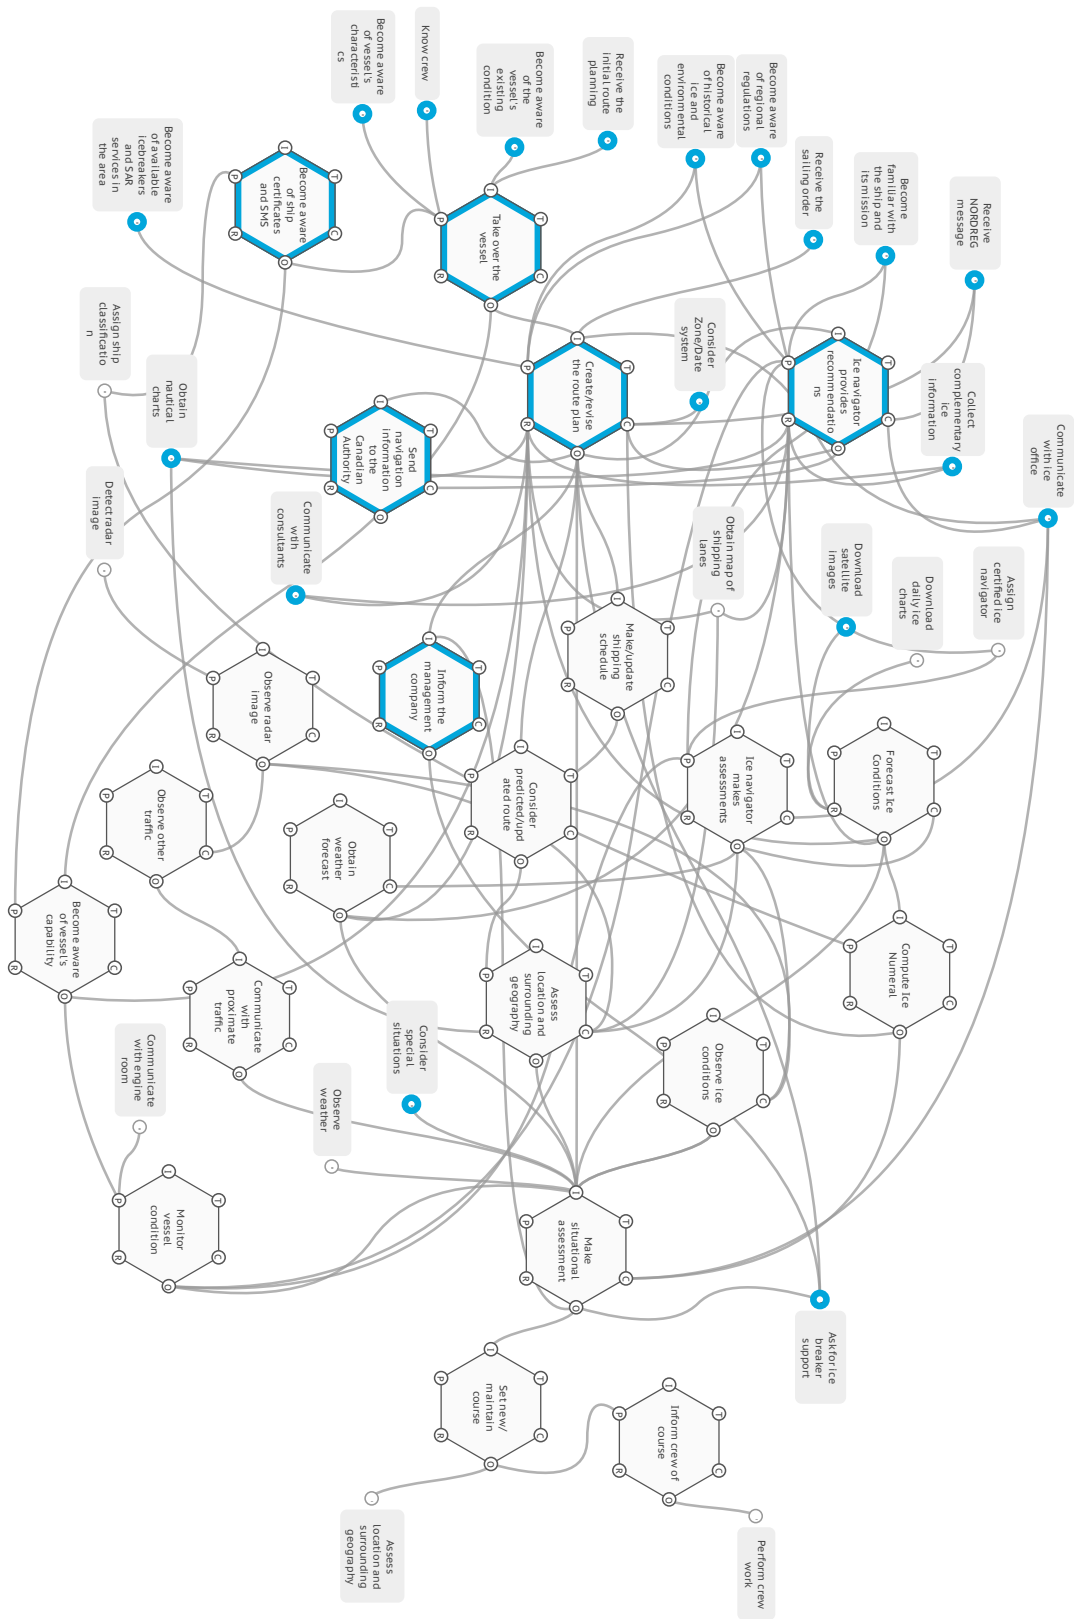 Communicate
with ice
office
Receive
NORDREG
message
Collect
complementary
ice
information
Assign
certified ice
navigator
Become
familiar with
the ship and
its mission
Download
daily ice
charts
Receive the
sailing order
Download
satellite
images
T C
Ice navigator
provides
recommendatio
ns
I O
P R
T C
Forecast Ice
Conditions
I O
P R
T C
Compute Ice
Numeral
I O
P R
Ask for ice
breaker
support
Become aware
of regional
regulations
Become aware
of historical
ice and
environmental
conditions
Consider
Zone/Date
system
Obtain map of
shipping
lanes
T C
Ice navigator
makes
assessments
I O
P R
T C
Observe ice
conditions
I O
P R
T C
Inform crew of
course
I O
P R
Perform crew
work
Receive the
initial route
planning
T C
Create/revise
the route plan
I O
P R
T C
Make/update
shipping
schedule
I O
P R
T C
Make
situational
assessment
I O
P R
Become aware
of the
vessel's
existing
condition
T C
Take over the
vessel
I O
P R
T C
Consider
predicted/upd
ated route
I O
P R
T C
Assess
location and
surrounding
geography
I O
P R
T C
Set new/
maintain
course
I O
P R
Know crew
Become aware
of vessel's
characteristi
cs
T C
Send
navigation
information
to the
Canadian
Authority
I O
P R
T C
Inform the
management
company
I O
P R
Consider
special
situations
Assess
location and
surrounding
geography
T C
Become aware
of ship
certificates
and SMS
I O
P R
Communicate
wtih
consultants
T C
Obtain
weather
forecast
I O
P R
Observe
weather
T C
Observe radar
image
I O
P R
T C
Communicate
with
proximate
traffic
I O
P R
Become aware
of available
icebreakers
and SAR
services in
the area
Obtain
nautical
charts
T C
Observe other
traffic
I O
P R
Communicate
with engine
room
T C
Monitor
vessel
condition
I O
P R
Assign ship
classificatio
n
Detect radar
image
T C
Become aware
of vessel's
capability
I O
P R